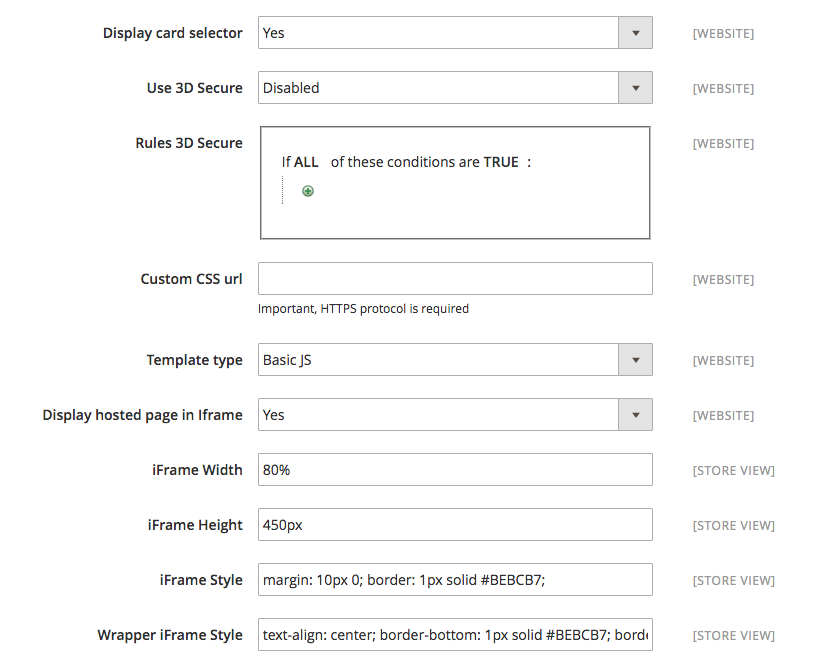 Display card selector Yes [WEBSITE]
Use 3D Secure Disabled [WEBSITE]
Rules 3D Secure [WEBSITE]
If ALL of these conditions are TRUE :
Custom CSS url [WEBSITE]
Important, HTTPS protocol is required
Template type Basic JS [WEBSITE]
Display hosted page in Iframe Yes [WEBSITE]
iFrame Width 80% [STORE VIEW]
iFrame Height 450px [STORE VIEW]
iFrame Style margin: 10px 0; border: 1px solid #BEBCB7; [STORE VIEW]
Wrapper iFrame Style text-align: center; border-bottom: 1px solid #BEBCB7; [STORE VIEW]